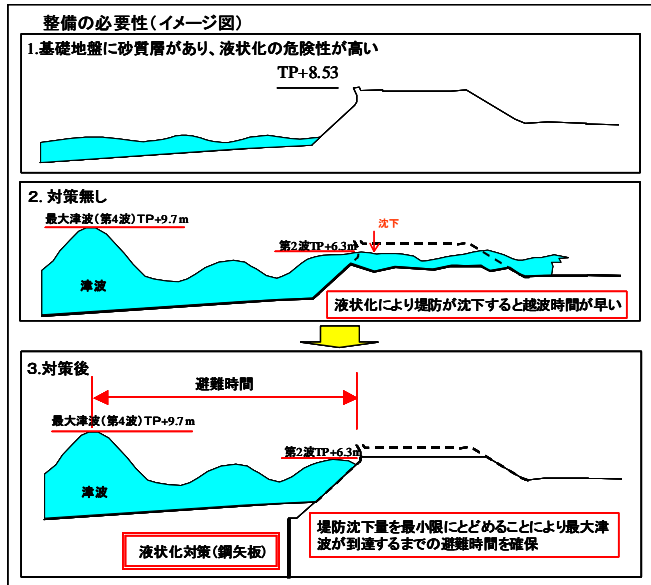 整備の必要性(イメージ図)
1.基礎地盤に砂質層があり、液状化の危険性が高い
TP+8.53
2. 対策無し
最大津波(第4波)TP+9.7m
沈下
第2波TP+6.3m
津波
液状化により堤防が沈下すると越波時間が早い
3.対策後
避難時間
最大津波(第4波)TP+9.7m
第2波TP+6.3m
津波
液状化対策(鋼矢板)
堤防沈下量を最小限にとどめることにより最大津
波が到達するまでの避難時間を確保